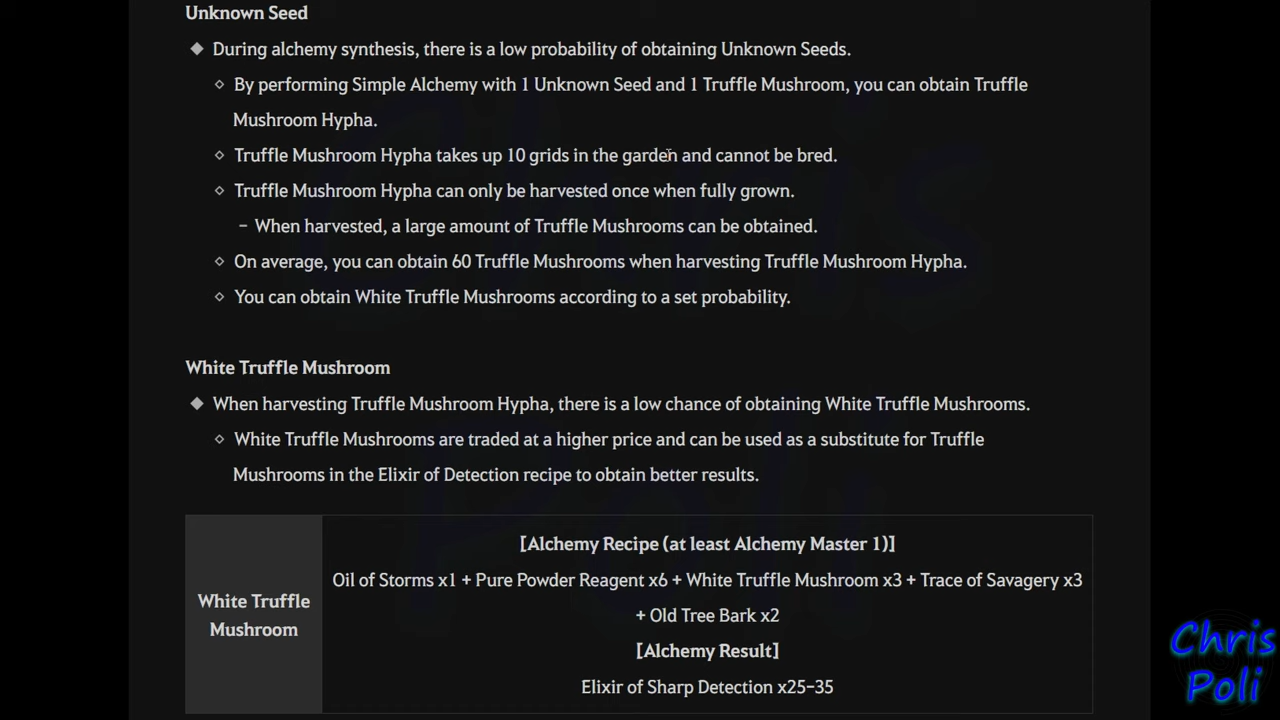 Unknown Seed
◆ During alchemy synthesis, there is a low probability of obtaining Unknown Seeds.
◇ By performing Simple Alchemy with 1 Unknown Seed and 1 Truffle Mushroom, you can obtain Truffle
Mushroom Hypha.
◇ Truffle Mushroom Hypha takes up 10 grids in the garden and cannot be bred.
◇ Truffle Mushroom Hypha can only be harvested once when fully grown.
- When harvested, a large amount of Truffle Mushrooms can be obtained.
◇ On average, you can obtain 60 Truffle Mushrooms when harvesting Truffle Mushroom Hypha.
◇ You can obtain White Truffle Mushrooms according to a set probability.
White Truffle Mushroom
◆ When harvesting Truffle Mushroom Hypha, there is a low chance of obtaining White Truffle Mushrooms.
◇ White Truffle Mushrooms are traded at a higher price and can be used as a substitute for Truffle
Mushrooms in the Elixir of Detection recipe to obtain better results.
White Truffle
Mushroom
[Alchemy Recipe (at least Alchemy Master 1)]
Oil of Storms x1 + Pure Powder Reagent x6 + White Truffle Mushroom x3 + Trace of Savagery x3
+ Old Tree Bark x2
[Alchemy Result]
Elixir of Sharp Detection x25-35
Chris
Poli
Chris
Poli